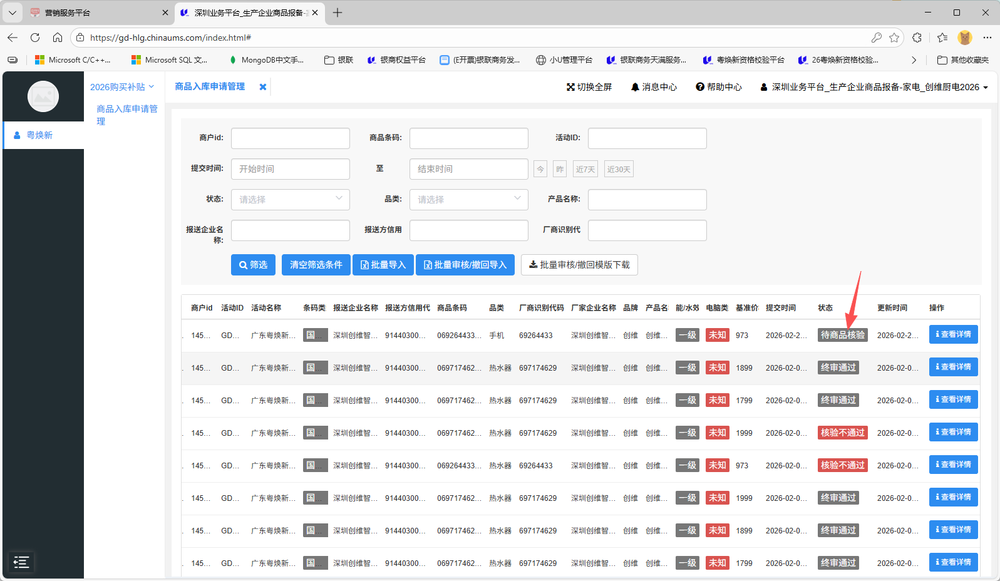 营销服务平台
深圳业务平台_生产企业商品报备-
https://gd-hlg.chinaums.com/index.html#
Microsoft C/C++...
Microsoft SQL 文...
MongoDB中文手...
银联
银商权益平台
(E开票)银联商务发...
小U管理平台
银联商务天满服务...
粤焕新资格校验平台
26粤焕新资格校验...
其他收藏夹
2026购买补贴
商品入库申请管理
切换全屏
消息中心
帮助中心
深圳业务平台_生产企业商品报备-家电_创维厨电2026
商品入库申请管
理
粤焕新
商户id:
商品条码:
活动ID:
提交时间: 开始时间 至 结束时间 今 昨 近7天 近30天
状态: 请选择 品类: 请选择 产品名称:
报送企业名
称:
报送方信用
厂商识别代
筛选 清空筛选条件 批量导入 批量审核/撤回导入 批量审核/撤回模版下载
商户id 活动ID 活动名称 条码类 报送企业名称 报送方信用代 商品条码 品类 厂商识别代码 厂家企业名称 品牌 产品名 能/水效 电脑类 基准价 提交时间 状态 更新时间 操作
145... GD... 广东粤焕新... 国... 深圳创维智... 91440300... 069264433... 手机 69264433 深圳创维智... 创维 创维... 一级 未知 973 2026-02-2... 待商品核验 2026-02-2... 查看详情
145... GD... 广东粤焕新... 国... 深圳创维智... 91440300... 069717462... 热水器 697174629 深圳创维智... 创维 创维... 一级 未知 1899 2026-02-0... 终审通过 2026-02-0... 查看详情
145... GD... 广东粤焕新... 国... 深圳创维智... 91440300... 069717462... 热水器 697174629 深圳创维智... 创维 创维... 一级 未知 1799 2026-02-0... 终审通过 2026-02-0... 查看详情
145... GD... 广东粤焕新... 国... 深圳创维智... 91440300... 069717462... 热水器 697174629 深圳创维智... 创维 创维... 一级 未知 1999 2026-02-0... 核验不通过 2026-02-0... 查看详情
145... GD... 广东粤焕新... 国... 深圳创维智... 91440300... 069264433... 热水器 69264433 深圳创维智... 创维 创维... 一级 未知 973 2026-02-0... 核验不通过 2026-02-0... 查看详情
145... GD... 广东粤焕新... 国... 深圳创维智... 91440300... 069717462... 热水器 697174629 深圳创维智... 创维 创维... 一级 未知 1999 2026-02-0... 终审通过 2026-02-0... 查看详情
145... GD... 广东粤焕新... 国... 深圳创维智... 91440300... 069717462... 热水器 697174629 深圳创维智... 创维 创维... 一级 未知 1899 2026-02-0... 终审通过 2026-02-0... 查看详情
145... GD... 广东粤焕新... 国... 深圳创维智... 91440300... 069717462... 热水器 697174629 深圳创维智... 创维 创维... 一级 未知 1799 2026-02-0... 终审通过 2026-02-0... 查看详情